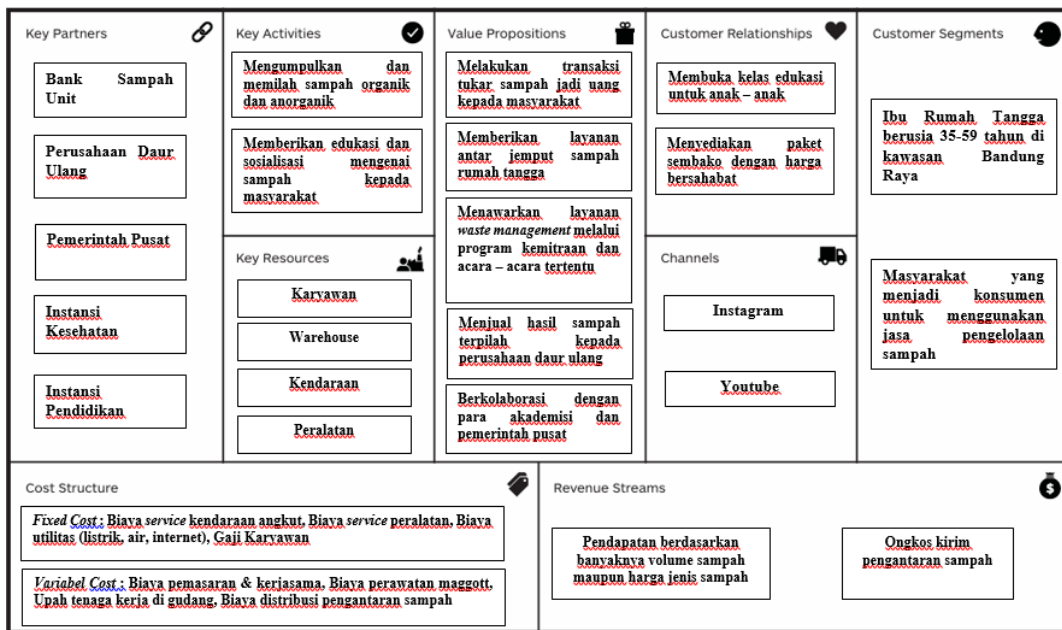 Key Partners
Bank Sampah
Unit
Perusahaan Daur
Ulang
Pemerintah Pusat
Instansi
Kesehatan
Instansi
Pendidikan
Key Activities
Mengumpulkan dan
memilah sampah organik
dan anorganik
Memberikan edukasi dan
sosialisasi mengenai
sampah kepada
masyarakat
Key Resources
Karyawan
Warehouse
Kendaraan
Peralatan
Value Propositions
Melakukan transaksi
tukar sampah jadi uang
kepada masyarakat
Memberikan layanan
antar jemput sampah
rumah tangga
Menawarkan layanan
waste management melalui
program kemitraan dan
acara – acara tertentu
Menjual hasil sampah
terpilah kepada
perusahaan daur ulang
Berkolaborasi dengan
para akademisi dan
pemerintah pusat
Customer Relationships
Membuka kelas edukasi
untuk anak – anak
Menyediakan paket
sembako dengan harga
bersahabat
Channels
Instagram
Youtube
Customer Segments
Ibu Rumah Tangga
berusia 35-59 tahun di
kawasan Bandung
Raya
Masyarakat yang
menjadi konsumen
untuk menggunakan
jasa pengelolaan
sampah
Cost Structure
Fixed Cost : Biaya service kendaraan angkut, Biaya service peralatan, Biaya
utilitas (listrik, air, internet), Gaji Karyawan
Variabel Cost : Biaya pemasaran & kerjasama, Biaya perawatan maggott,
Upah tenaga kerja di gudang, Biaya distribusi pengantaran sampah
Revenue Streams
Pendapatan berdasarkan
banyaknya volume sampah
maupun harga jenis sampah
Ongkos kirim
pengantaran sampah